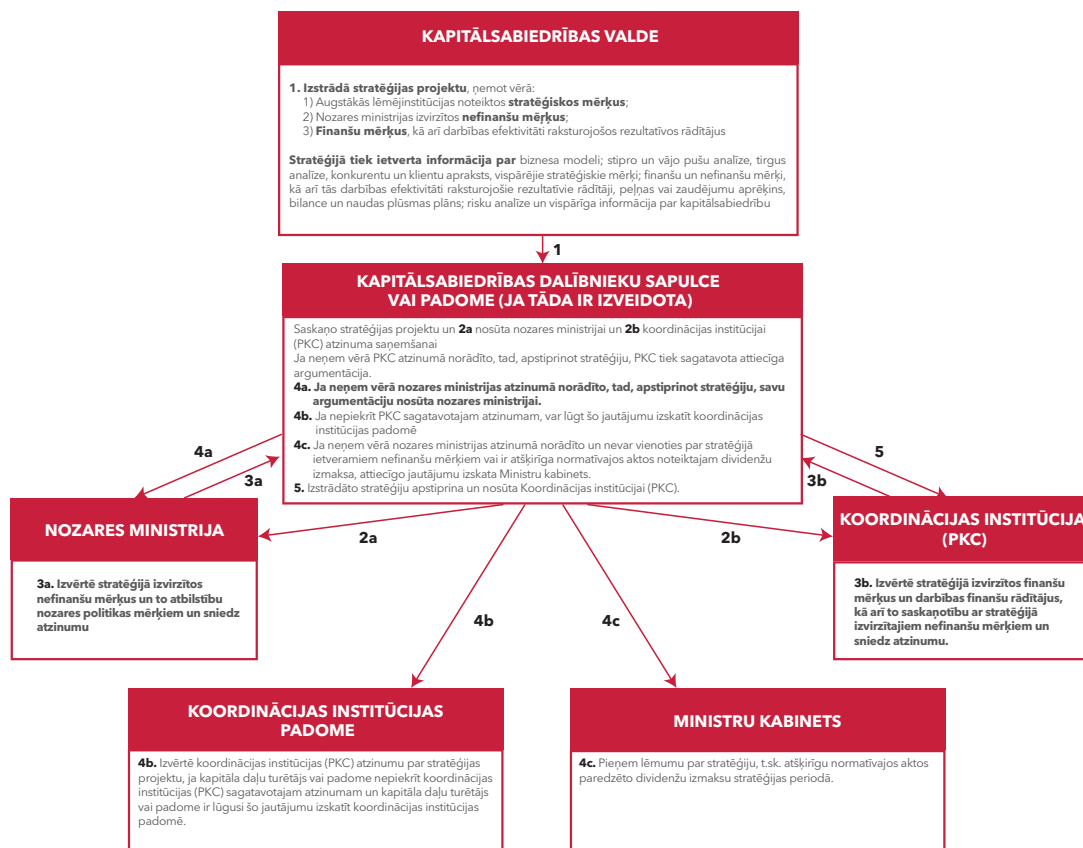 KAPITĀLSABIEDRĪBAS VALDE
1. Izstrādā stratēģijas projektu, ņemot vērā:
1) Augstākās lēmējinstitūcijas noteiktos stratēģiskos mērķus;
2) Nozares ministrijas izvirzītos nefinanšu mērķus;
3) Finanšu mērķus, kā arī darbības efektivitāti raksturojošos rezultatīvos rādītājus
Stratēģijā tiek ietverta informācija par biznesa modeli; stipro un vājo pušu analīze, tirgus
analīze, konkurentu un klientu apraksts, vispārējie stratēģiskie mērķi; finanšu un nefinanšu mērķi,
kā arī tās darbības efektivitāti raksturojošie rezultatīvie rādītāji, peļņas vai zaudējumu aprēķins,
bilance un naudas plūsmas plāns; risku analīze un vispārīga informācija par kapitālsabiedrību
1
KAPITĀLSABIEDRĪBAS DALĪBNIEKU SAPULCE
VAI PADOME (JA TĀDA IR IZVEIDOTA)
Saskaņo stratēģijas projektu un 2a nosūta nozares ministrijai un 2b koordinācijas institūcijai
(PKC) atzinuma saņemšanai
Ja neņem vērā PKC atzinumā norādīto, tad, apstiprinot stratēģiju, PKC tiek sagatavota attiecīga
argumentācija.
4a. Ja neņem vērā nozares ministrijas atzinumā norādīto, tad, apstiprinot stratēģiju, savu
argumentāciju nosūta nozares ministrijai.
4b. Ja nepiekrīt PKC sagatavotajam atzinumam, var lūgt šo jautājumu izskatīt koordinācijas
institūcijas padomē
4c. Ja neņem vērā nozares ministrijas atzinumā norādīto un nevar vienoties par stratēģijā
ietveramiem nefinanšu mērķiem vai ir atšķirīga normatīvajos aktos noteiktajam dividenžu
izmaksa, attiecīgo jautājumu izskata Ministru kabinets.
5. Izstrādāto stratēģiju apstiprina un nosūta Koordinācijas institūcijai (PKC).
4a
3a
5
3b
NOZARES MINISTRIJA
3a. Izvērtē stratēģijā izvirzītos
nefinanšu mērķus un to atbilstību
nozares politikas mērķiem un sniedz
atzinumu
2a
2b
KOORDINĀCIJAS INSTITŪCIJA
(PKC)
3b. Izvērtē stratēģijā izvirzītos finanšu
mērķus un darbības finanšu rādītājus,
kā arī to saskaņotību ar stratēģijā
izvirzītajiem nefinanšu mērķiem un
sniedz atzinumu.
4b
4c
KOORDINĀCIJAS INSTITŪCIJAS
PADOME
4b. Izvērtē koordinācijas institūcijas (PKC) atzinumu par stratēģijas
projektu, ja kapitāla daļu turētājs vai padome nepiekrīt koordinācijas
institūcijas (PKC) sagatavotajam atzinumam un kapitāla daļu turētājs
vai padome ir lūgusi šo jautājumu izskatīt koordinācijas institūcijas
padomē.
MINISTRU KABINETS
4c. Pieņem lēmumu par stratēģiju, t.sk. atšķirīgu normatīvajos aktos
paredzēto dividenžu izmaksu stratēģijas periodā.